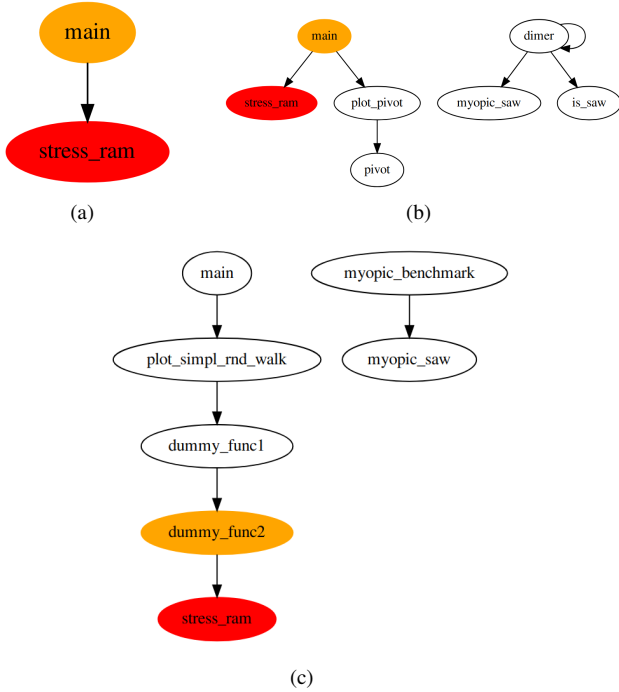 main
stress_ram
(a)
main
dimer
stress_ram
plot_pivot
myopic_saw
is_saw
pivot
(b)
main
myopic_benchmark
plot_simpl_rnd_walk
myopic_saw
dummy_func1
dummy_func2
stress_ram
(c)